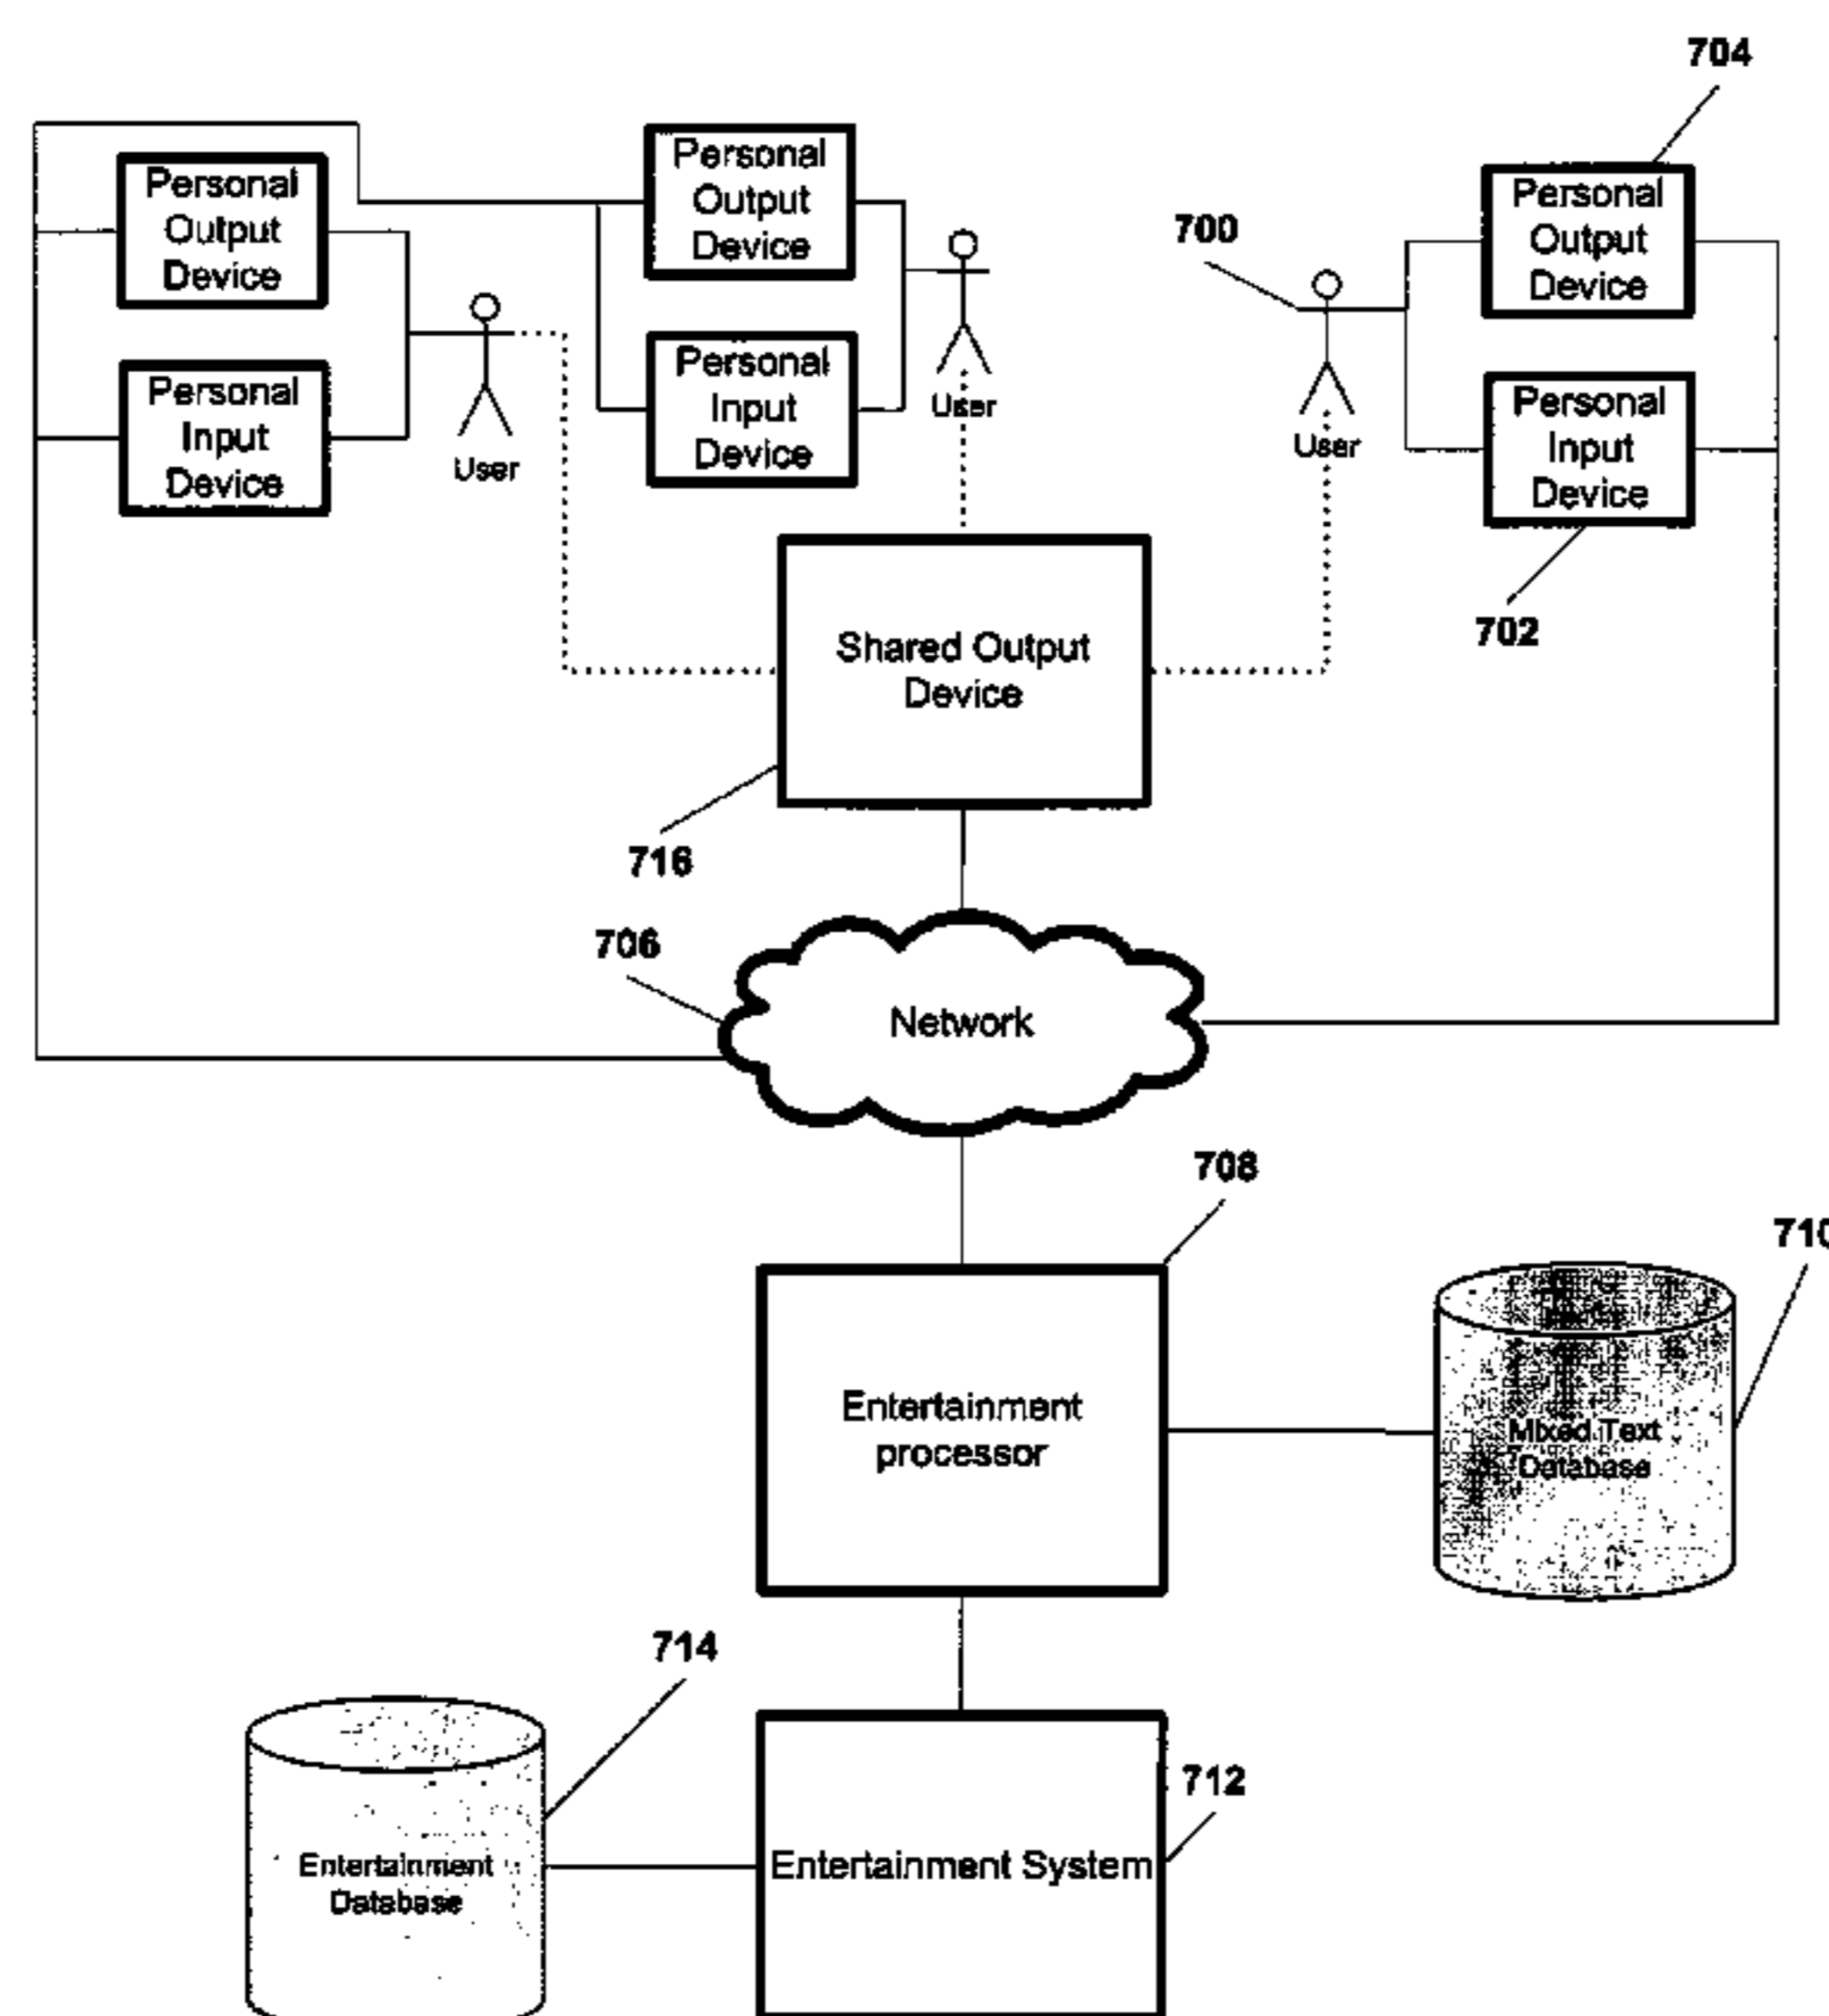 704
Personal
Output
Device
Personal
Output
Device
Personal
Output
Device
700
Personal
Input
Device
User
Personal
Input
Device
User
User
Personal
Input
Device
702
Shared Output
Device
716
706
Network
708
710
Entertainment
processor
Mixed Text
Database
714
712
Entertainment System
Entertainment
Database